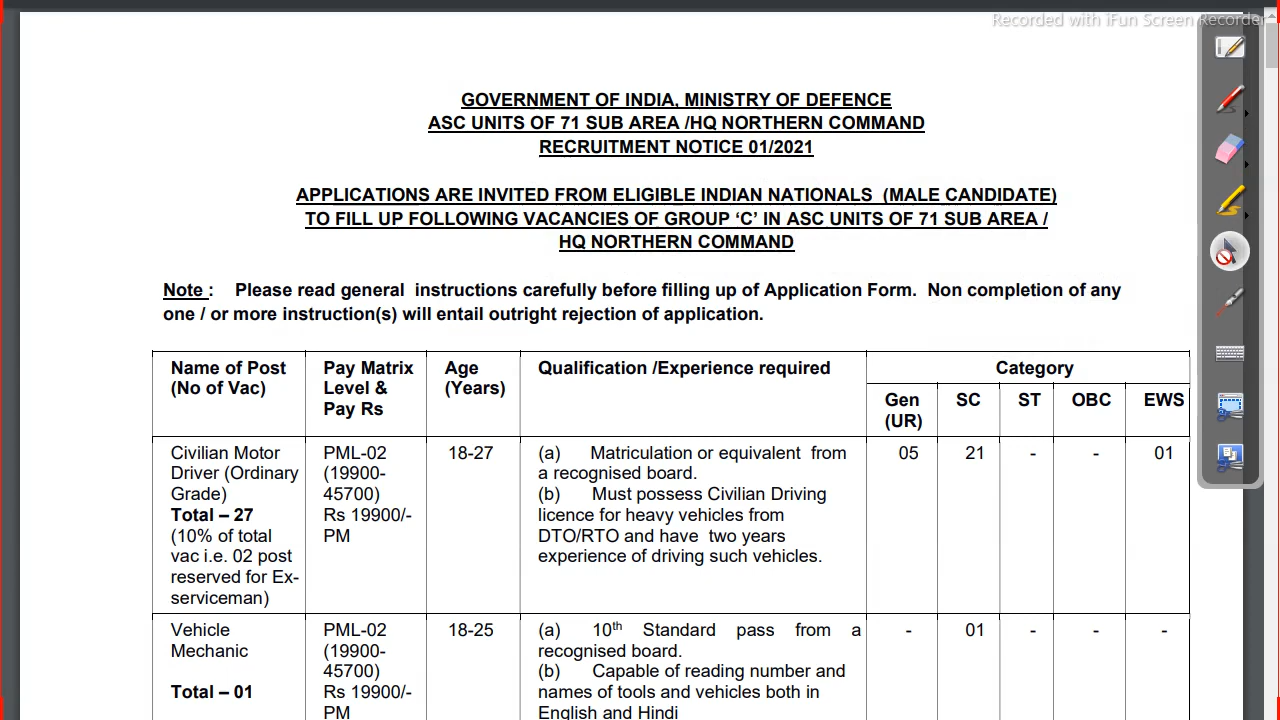 Recorded with iFun Screen Recorder
GOVERNMENT OF INDIA, MINISTRY OF DEFENCE
ASC UNITS OF 71 SUB AREA /HQ NORTHERN COMMAND
RECRUITMENT NOTICE 01/2021
APPLICATIONS ARE INVITED FROM ELIGIBLE INDIAN NATIONALS (MALE CANDIDATE)
TO FILL UP FOLLOWING VACANCIES OF GROUP ‘C’ IN ASC UNITS OF 71 SUB AREA /
HQ NORTHERN COMMAND
Note : Please read general instructions carefully before filling up of Application Form. Non completion of any
one / or more instruction(s) will entail outright rejection of application.
Name of Post
(No of Vac)
Pay Matrix
Level &
Pay Rs
Age
(Years)
Qualification /Experience required
Category
Gen
(UR)
SC
ST
OBC
EWS
Civilian Motor
Driver (Ordinary
Grade)
Total – 27
(10% of total
vac i.e. 02 post
reserved for Ex-
serviceman)
PML-02
(19900-
45700)
Rs 19900/-
PM
18-27
(a) Matriculation or equivalent from
a recognised board.
(b) Must possess Civilian Driving
licence for heavy vehicles from
DTO/RTO and have two years
experience of driving such vehicles.
05
21
-
-
01
Vehicle
Mechanic
Total – 01
PML-02
(19900-
45700)
Rs 19900/-
PM
18-25
(a) 10th Standard pass from a
recognised board.
(b) Capable of reading number and
names of tools and vehicles both in
English and Hindi
-
01
-
-
-